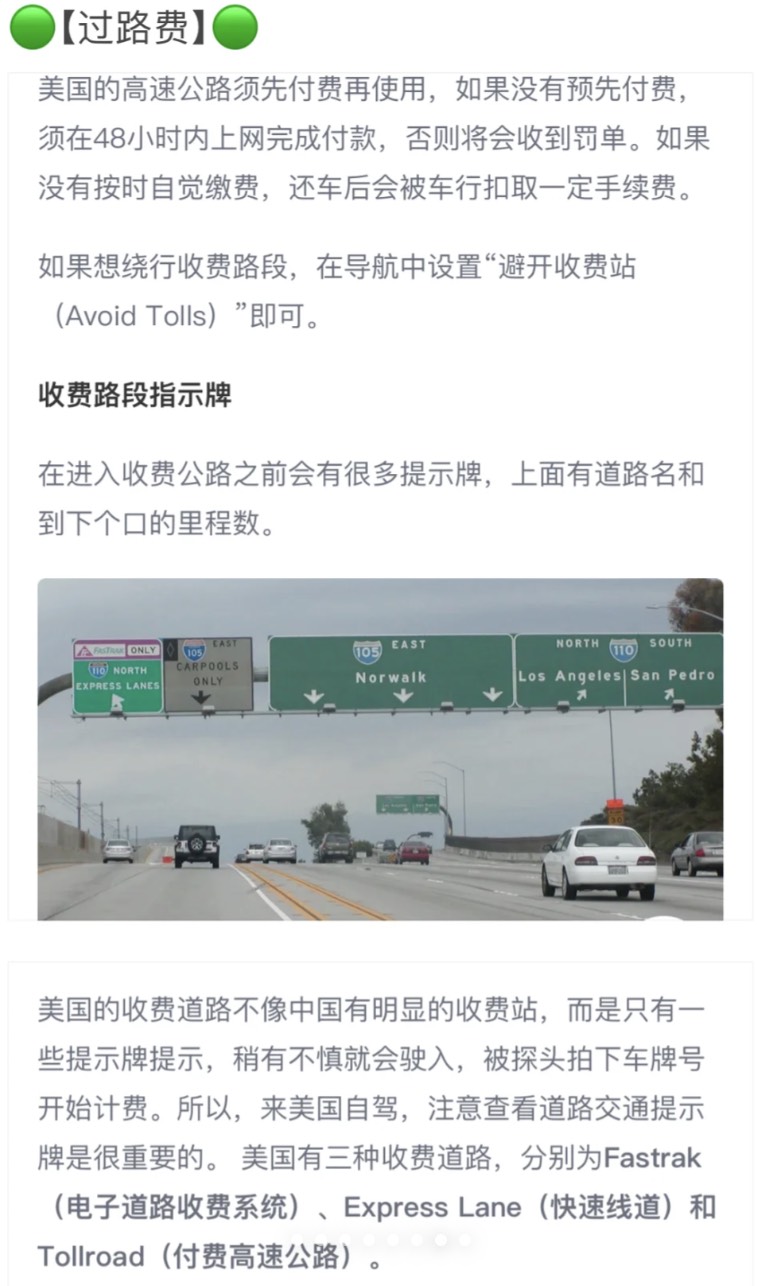 【过路费】
美国的高速公路须先付费再使用，如果没有预先付费，
须在48小时内上网完成付款，否则将会收到罚单。如果
没有按时自觉缴费，还车后会被车行扣取一定手续费。
如果想绕行收费路段，在导航中设置“避开收费站
（Avoid Tolls）”即可。
收费路段指示牌
在进入收费公路之前会有很多提示牌，上面有道路名和
到下个口的里程数。
FasTrak ONLY
110 NORTH
EXPRESS LANES
105 EAST
CARPOOLS
ONLY
105 EAST
Norwalk
NORTH 110 SOUTH
Los Angeles San Pedro
美国的收费道路不像中国有明显的收费站，而是只有一
些提示牌提示，稍有不慎就会驶入，被探头拍下车牌号
开始计费。所以，来美国自驾，注意查看道路交通提示
牌是很重要的。 美国有三种收费道路，分别为Fastrak
（电子道路收费系统）、Express Lane（快速线道）和
Tollroad（付费高速公路）。